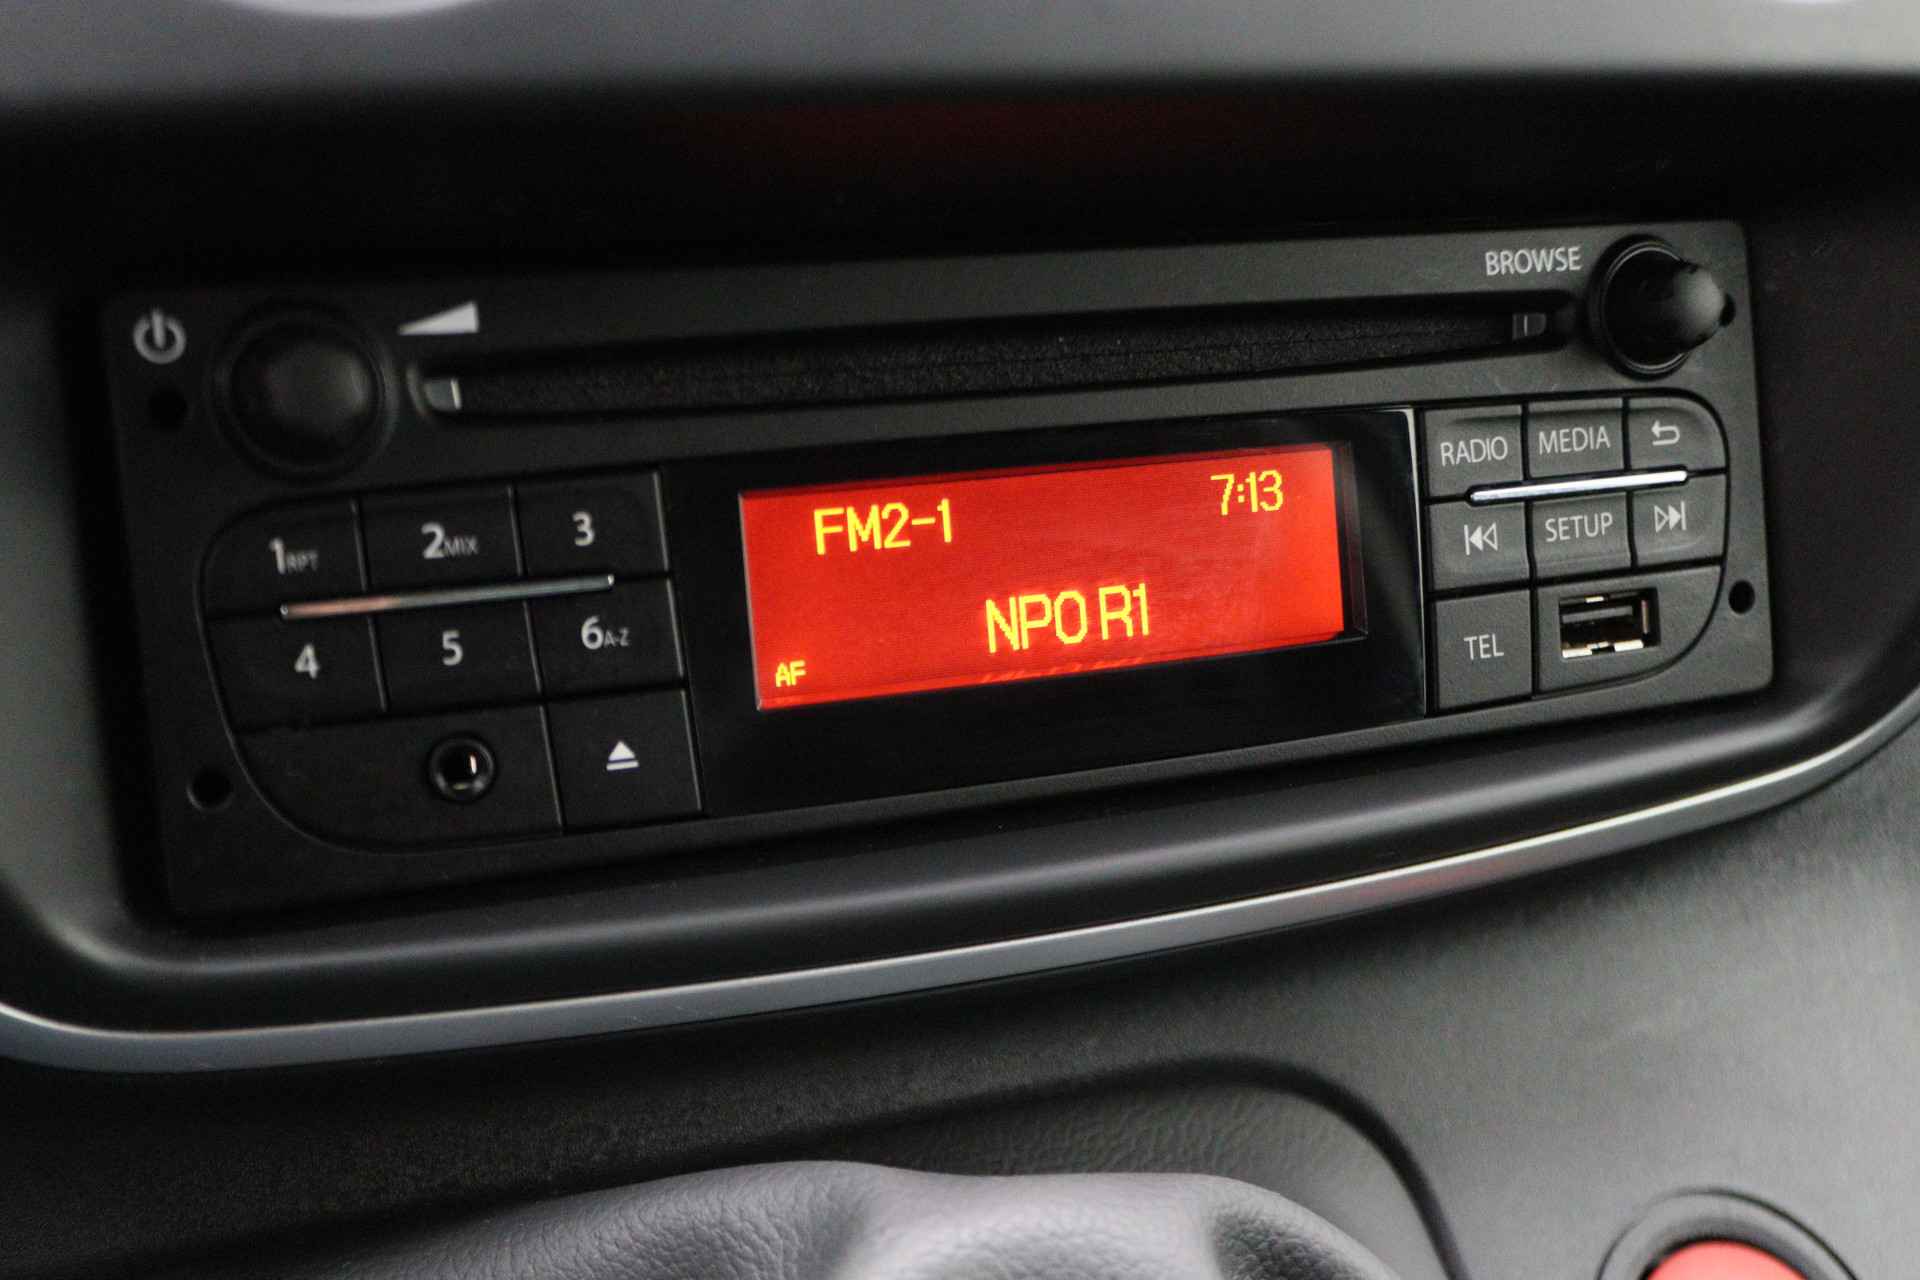 BROWSE
RADIO MEDIA
FM2-1 7:13
1RPT 2MIX 3
SETUP
NPO R1
4 5 6A-Z
TEL
AF